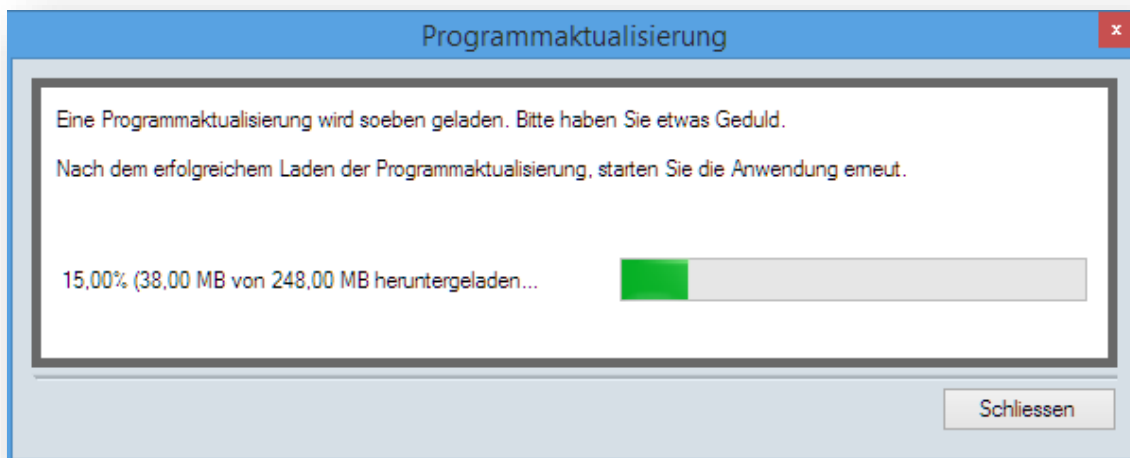 Programmaktualisierung
x
Eine Programmaktualisierung wird soeben geladen. Bitte haben Sie etwas Geduld.
Nach dem erfolgreichem Laden der Programmaktualisierung, starten Sie die Anwendung erneut.
15,00% (38,00 MB von 248,00 MB heruntergeladen...
Schliessen